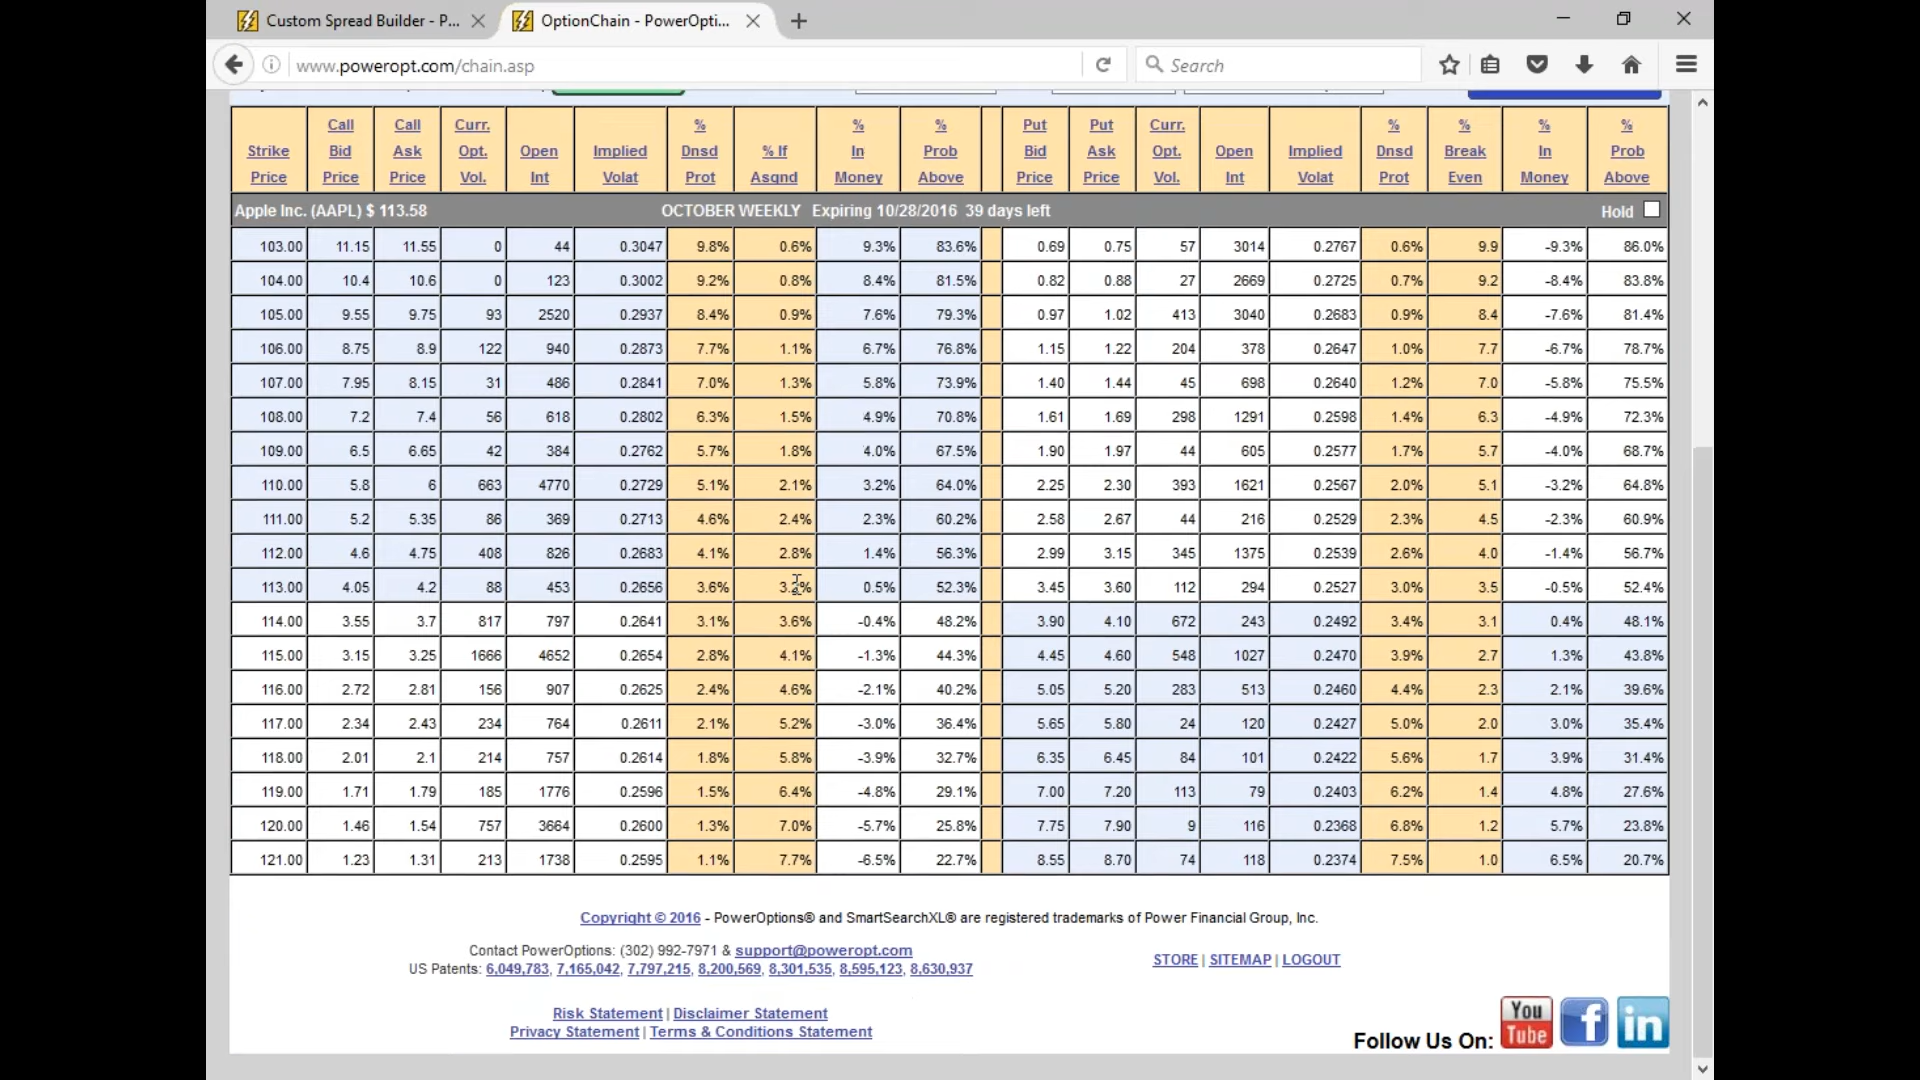 Custom Spread Builder - P...
OptionChain - PowerOpti...
www.poweropt.com/chain.asp
Search
Strike Price
Call Bid Price
Call Ask Price
Curr. Opt. Vol.
Open Int
Implied Volat
% Dnsd Prot
% If Asgnd
% In Money
% Prob Above
Put Bid Price
Put Ask Price
Curr. Opt. Vol.
Open Int
Implied Volat
% Dnsd Prot
% Break Even
% In Money
% Prob Above
Apple Inc. (AAPL) $ 113.58 OCTOBER WEEKLY Expiring 10/28/2016 39 days left Hold
103.00 11.15 11.55 0 44 0.3047 9.8% 0.6% 9.3% 83.6% 0.69 0.75 57 3014 0.2767 0.6% 9.9 -9.3% 86.0%
104.00 10.4 10.6 0 123 0.3002 9.2% 0.8% 8.4% 81.5% 0.82 0.88 27 2669 0.2725 0.7% 9.2 -8.4% 83.8%
105.00 9.55 9.75 93 2520 0.2937 8.4% 0.9% 7.6% 79.3% 0.97 1.02 413 3040 0.2683 0.9% 8.4 -7.6% 81.4%
106.00 8.75 8.9 122 940 0.2873 7.7% 1.1% 6.7% 76.8% 1.15 1.22 204 378 0.2647 1.0% 7.7 -6.7% 78.7%
107.00 7.95 8.15 31 486 0.2841 7.0% 1.3% 5.8% 73.9% 1.40 1.44 45 698 0.2640 1.2% 7.0 -5.8% 75.5%
108.00 7.2 7.4 56 618 0.2802 6.3% 1.5% 4.9% 70.8% 1.61 1.69 298 1291 0.2598 1.4% 6.3 -4.9% 72.3%
109.00 6.5 6.65 42 384 0.2762 5.7% 1.8% 4.0% 67.5% 1.90 1.97 44 605 0.2577 1.7% 5.7 -4.0% 68.7%
110.00 5.8 6 663 4770 0.2729 5.1% 2.1% 3.2% 64.0% 2.25 2.30 393 1621 0.2567 2.0% 5.1 -3.2% 64.8%
111.00 5.2 5.35 86 369 0.2713 4.6% 2.4% 2.3% 60.2% 2.58 2.67 44 216 0.2529 2.3% 4.5 -2.3% 60.9%
112.00 4.6 4.75 408 826 0.2683 4.1% 2.8% 1.4% 56.3% 2.99 3.15 345 1375 0.2539 2.6% 4.0 -1.4% 56.7%
113.00 4.05 4.2 88 453 0.2656 3.6% 0.5% 52.3% 3.45 3.60 112 294 0.2527 3.0% 3.5 -0.5% 52.4%
114.00 3.55 3.7 817 797 0.2641 3.1% 3.6% -0.4% 48.2% 3.90 4.10 672 243 0.2492 3.4% 3.1 0.4% 48.1%
115.00 3.15 3.25 1666 4652 0.2654 2.8% 4.1% -1.3% 44.3% 4.45 4.60 548 1027 0.2470 3.9% 2.7 1.3% 43.8%
116.00 2.72 2.81 156 907 0.2625 2.4% 4.6% -2.1% 40.2% 5.05 5.20 283 513 0.2460 4.4% 2.3 2.1% 39.6%
117.00 2.34 2.43 234 764 0.2611 2.1% 5.2% -3.0% 36.4% 5.65 5.80 24 120 0.2427 5.0% 2.0 3.0% 35.4%
118.00 2.01 2.1 214 757 0.2614 1.8% 5.8% -3.9% 32.7% 6.35 6.45 84 101 0.2422 5.6% 1.7 3.9% 31.4%
119.00 1.71 1.79 185 1776 0.2596 1.5% 6.4% -4.8% 29.1% 7.00 7.20 113 79 0.2403 6.2% 1.4 4.8% 27.6%
120.00 1.46 1.54 757 3664 0.2600 1.3% 7.0% -5.7% 25.8% 7.75 7.90 9 116 0.2368 6.8% 1.2 5.7% 23.8%
121.00 1.23 1.31 213 1738 0.2595 1.1% 7.7% -6.5% 22.7% 8.55 8.70 74 118 0.2374 7.5% 1.0 6.5% 20.7%
Copyright © 2016 - PowerOptions® and SmartSearchXL® are registered trademarks of Power Financial Group, Inc.
Contact PowerOptions: (302) 992-7971 & support@poweropt.com
US Patents: 6,049,783, 7,165,042, 7,797,215, 8,200,569, 8,301,535, 8,595,123, 8,630,937
STORE | SITEMAP | LOGOUT
Risk Statement | Disclaimer Statement
Privacy Statement | Terms & Conditions Statement
Follow Us On: You Tube f in